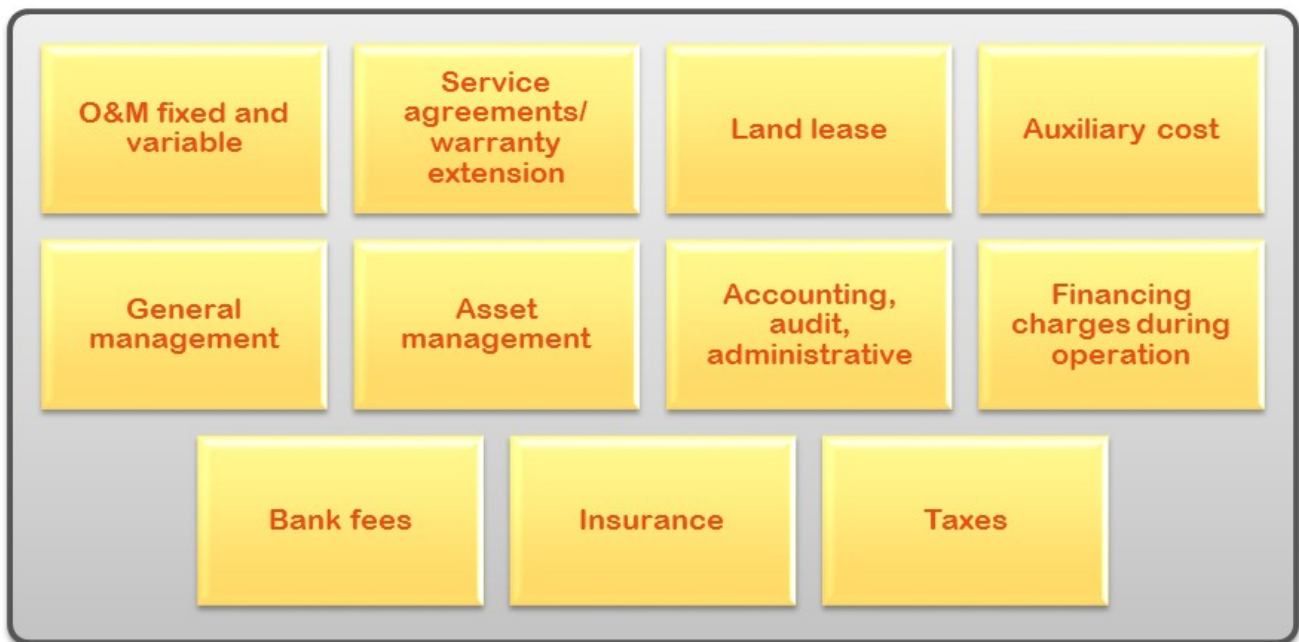 O&M fixed and
variable
Service
agreements/
warranty
extension
Land lease
Auxiliary cost
General
management
Asset
management
Accounting,
audit,
administrative
Financing
charges during
operation
Bank fees
Insurance
Taxes